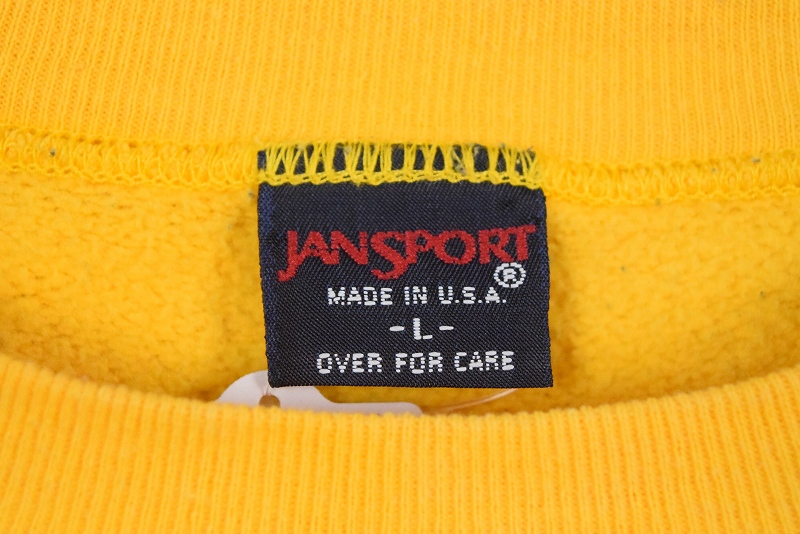 JANSPORT®
MADE IN U.S.A.
-L-
OVER FOR CARE